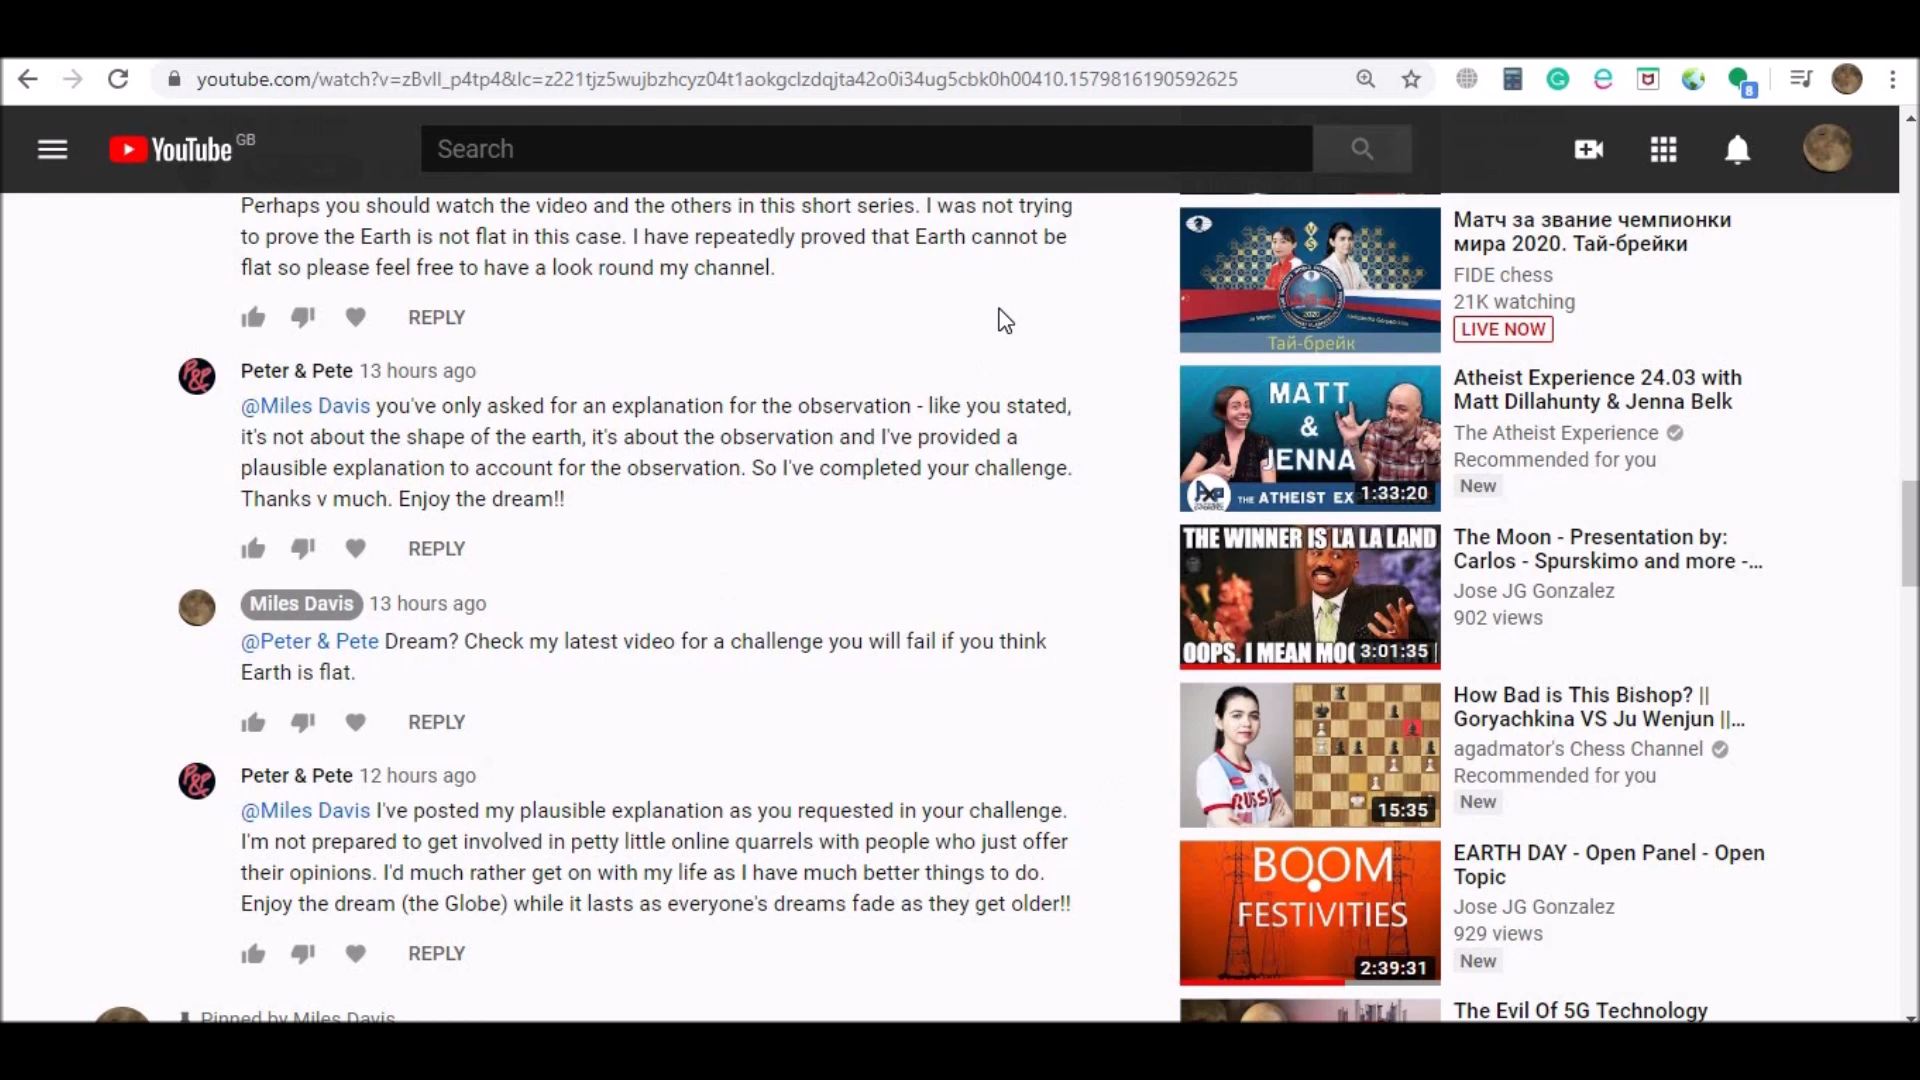 youtube.com/watch?v=zBvll_p4tp4&lc=z221tjz5wujbzhcyz04t1aokgclzdqjta42o0i34ug5cbk0h00410.1579816190592625
8
YouTube GB
Search
Perhaps you should watch the video and the others in this short series. I was not trying
to prove the Earth is not flat in this case. I have repeatedly proved that Earth cannot be
flat so please feel free to have a look round my channel.
REPLY
Peter & Pete 13 hours ago
@Miles Davis you've only asked for an explanation for the observation - like you stated,
it's not about the shape of the earth, it's about the observation and I've provided a
plausible explanation to account for the observation. So I've completed your challenge.
Thanks v much. Enjoy the dream!!
REPLY
Miles Davis 13 hours ago
@Peter & Pete Dream? Check my latest video for a challenge you will fail if you think
Earth is flat.
REPLY
Peter & Pete 12 hours ago
@Miles Davis I've posted my plausible explanation as you requested in your challenge.
I'm not prepared to get involved in petty little online quarrels with people who just offer
their opinions. I'd much rather get on with my life as I have much better things to do.
Enjoy the dream (the Globe) while it lasts as everyone's dreams fade as they get older!!
REPLY
Pinned by Miles Davis
VS
2020
Тай-брейк
Матч за звание чемпионки
мира 2020. Тай-брейки
FIDE chess
21K watching
LIVE NOW
MATT
&
JENNA
THE ATHEIST EX
1:33:20
Atheist Experience 24.03 with
Matt Dillahunty & Jenna Belk
The Atheist Experience
Recommended for you
New
THE WINNER IS LA LA LAND
OOPS. I MEAN MO
3:01:35
The Moon - Presentation by:
Carlos - Spurskimo and more -...
Jose JG Gonzalez
902 views
RUSSIA
15:35
How Bad is This Bishop? ||
Goryachkina VS Ju Wenjun ||...
agadmator's Chess Channel
Recommended for you
New
BOOM
FESTIVITIES
2:39:31
EARTH DAY - Open Panel - Open
Topic
Jose JG Gonzalez
929 views
New
The Evil Of 5G Technology